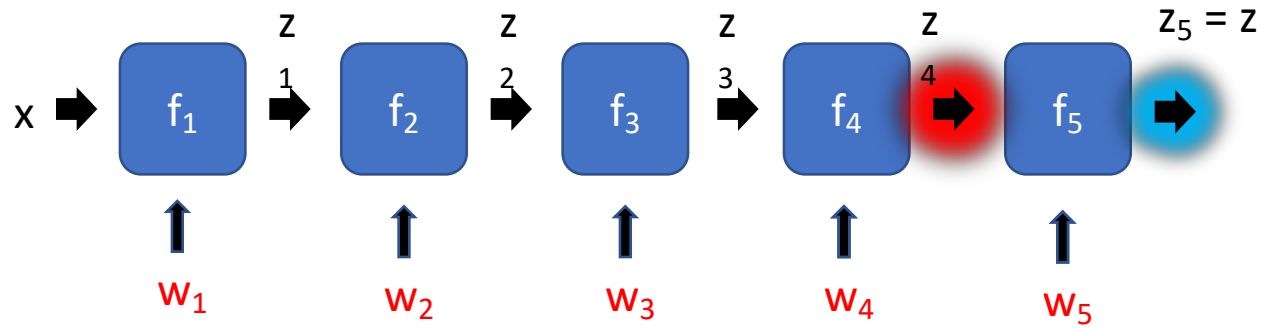 z z z z z₅ = z
1 2 3 4
x f₁ f₂ f₃ f₄ f₅
w₁ w₂ w₃ w₄ w₅